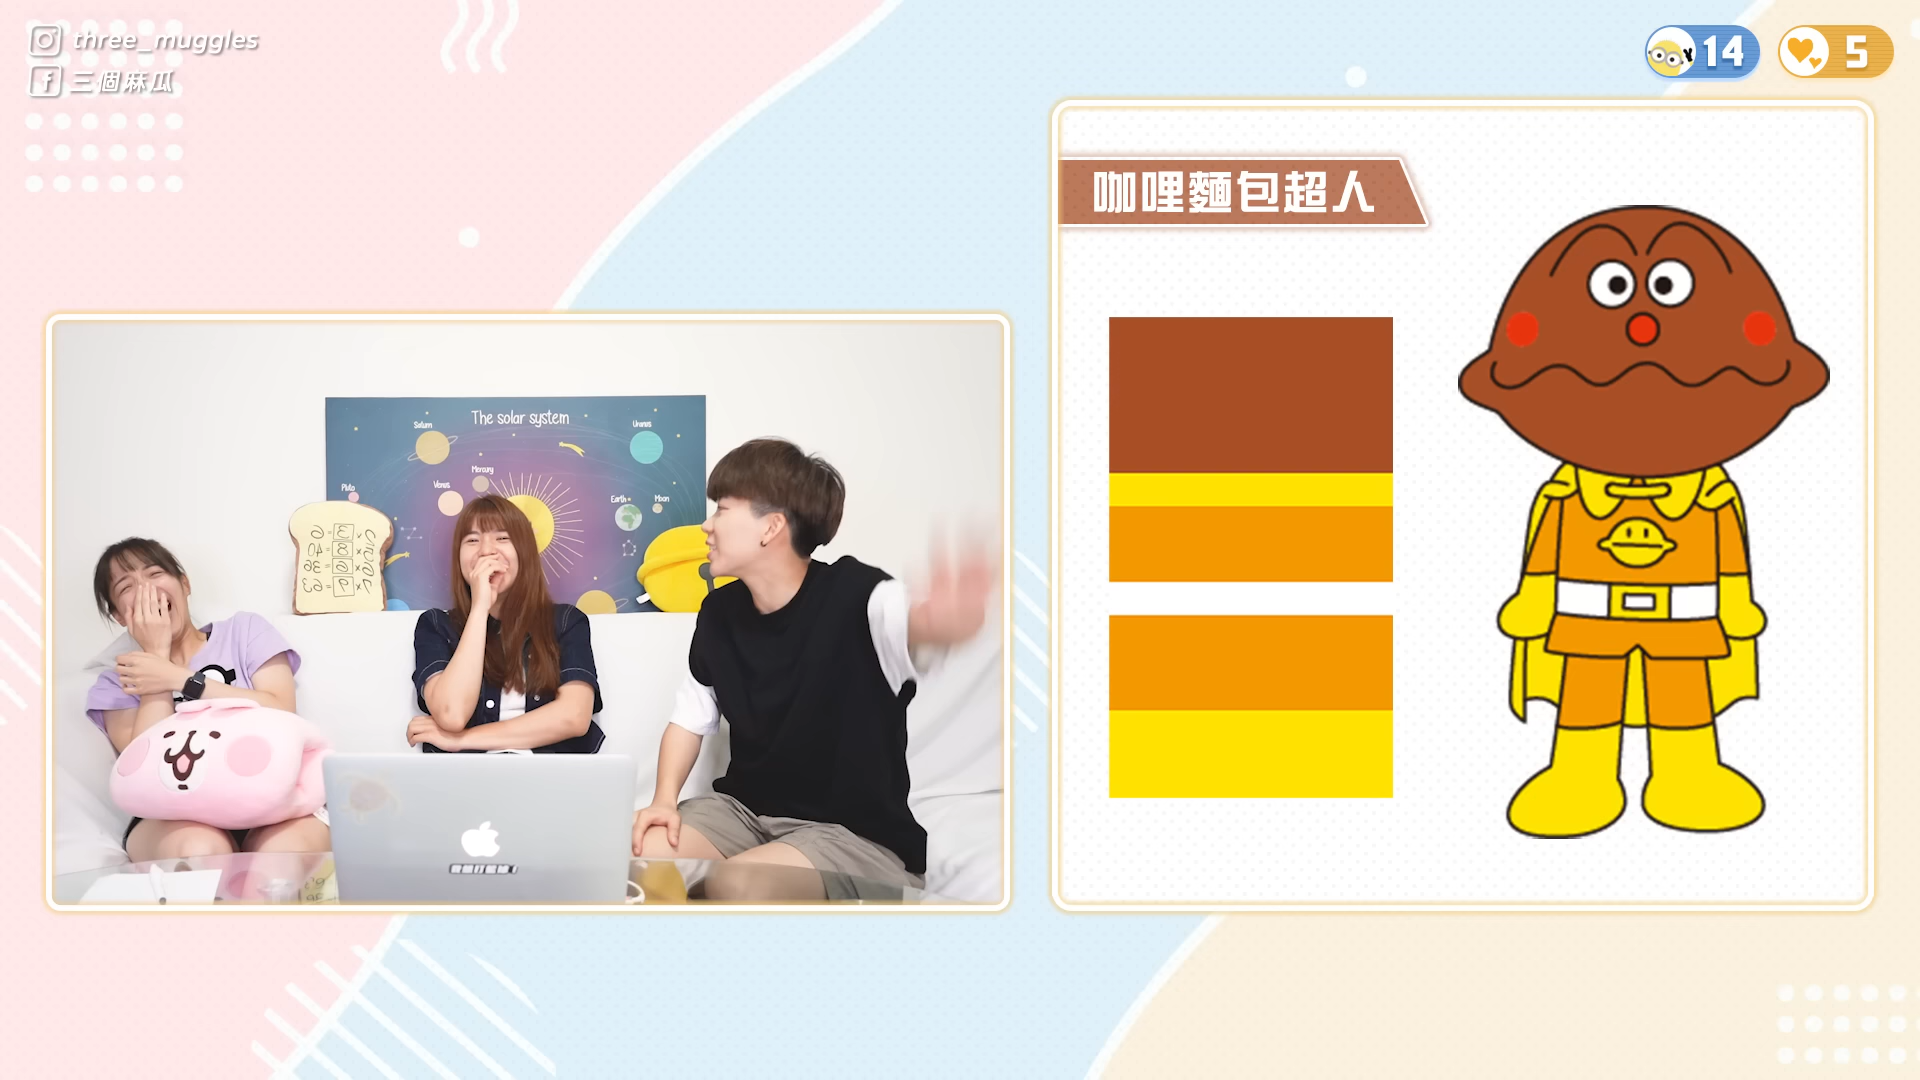 three_muggles
三個麻瓜
14
5
咖哩麵包超人
The solar system
Saturn
Uranus
Mercury
Pluto
Venus
Earth
Moon